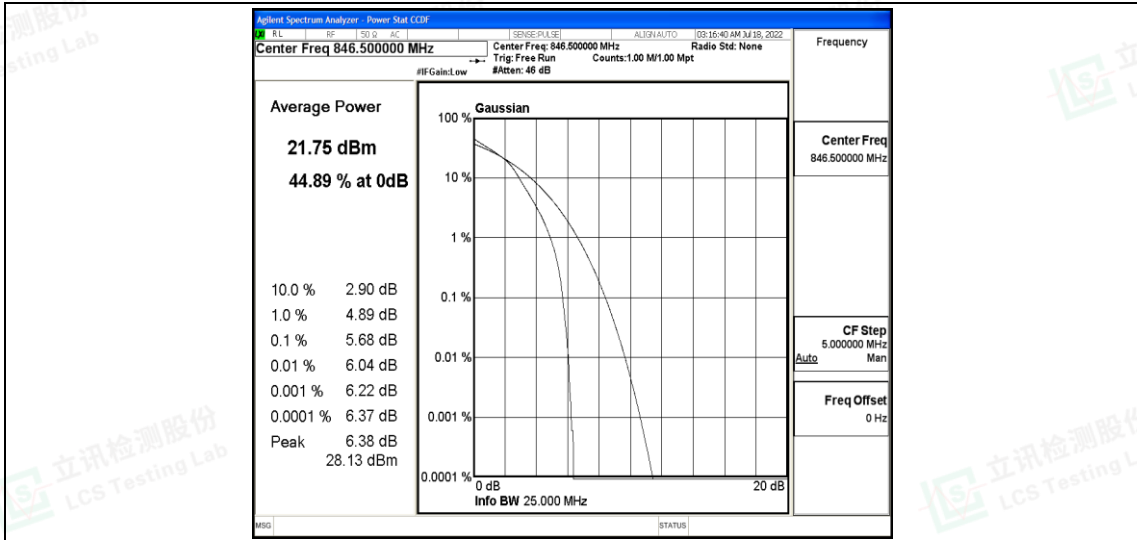 Agilent Spectrum Analyzer - Power Stat CCDF
LXI RL RF 50 Ω AC SENSE:PULSE ALIGN AUTO 03:16:40 AM Jul 18, 2022
Center Freq 846.500000 MHz
Center Freq: 846.500000 MHz Radio Std: None
Trig: Free Run Counts:1.00 M/1.00 Mpt
#IFGain:Low #Atten: 46 dB
Frequency
Average Power
21.75 dBm
44.89 % at 0dB
10.0 % 2.90 dB
1.0 % 4.89 dB
0.1 % 5.68 dB
0.01 % 6.04 dB
0.001 % 6.22 dB
0.0001 % 6.37 dB
Peak 6.38 dB
28.13 dBm
Gaussian
100 %
10 %
1 %
0.1 %
0.01 %
0.001 %
0.0001 %
0 dB 20 dB
Info BW 25.000 MHz
Center Freq
846.500000 MHz
CF Step
5.000000 MHz
Auto Man
Freq Offset
0 Hz
MSG STATUS
立讯检测股份
LCS Testing Lab
立讯检测股份
LCS Testing L